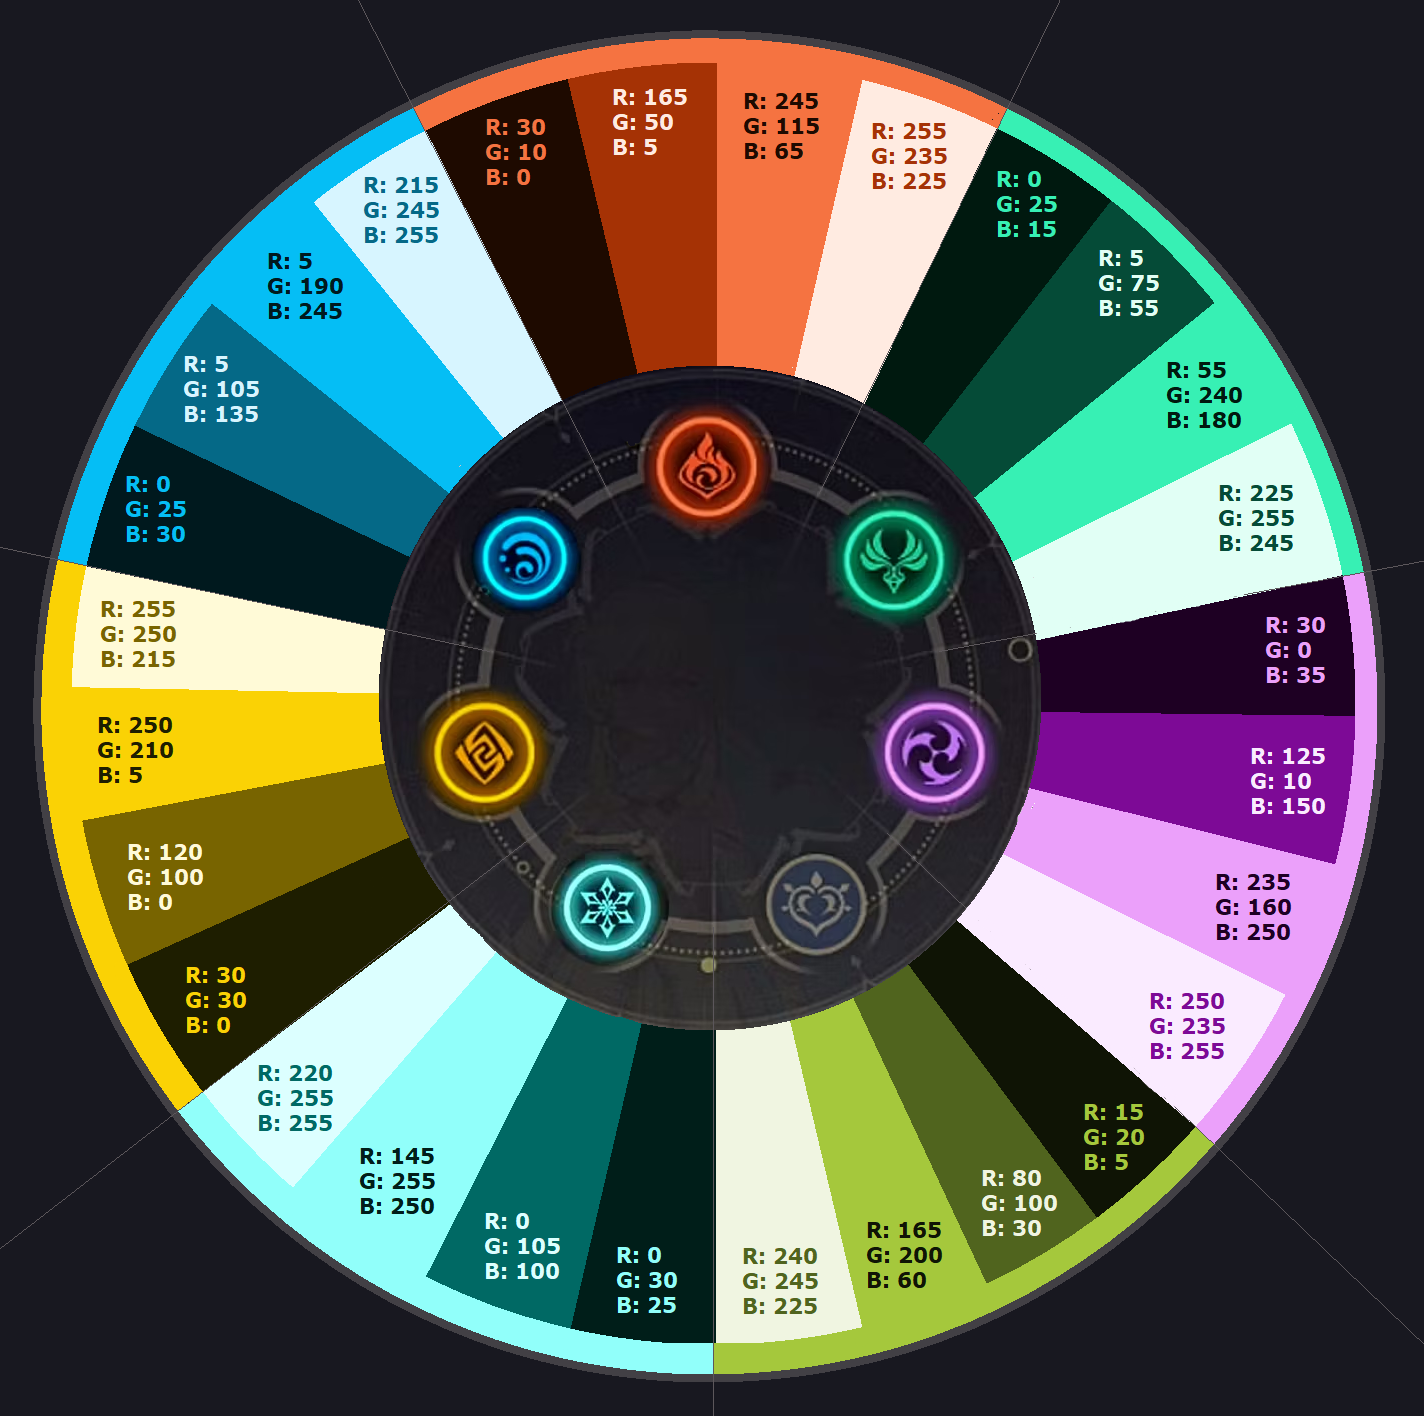 R: 30
G: 10
B: 0
R: 165
G: 50
B: 5
R: 245
G: 115
B: 65
R: 255
G: 235
B: 225
R: 0
G: 25
B: 15
R: 5
G: 75
B: 55
R: 55
G: 240
B: 180
R: 225
G: 255
B: 245
R: 30
G: 0
B: 35
R: 125
G: 10
B: 150
R: 235
G: 160
B: 250
R: 250
G: 235
B: 255
R: 15
G: 20
B: 5
R: 80
G: 100
B: 30
R: 165
G: 200
B: 60
R: 240
G: 245
B: 225
R: 0
G: 30
B: 25
R: 0
G: 105
B: 100
R: 145
G: 255
B: 250
R: 220
G: 255
B: 255
R: 30
G: 30
B: 0
R: 120
G: 100
B: 0
R: 250
G: 210
B: 5
R: 255
G: 250
B: 215
R: 0
G: 25
B: 30
R: 5
G: 105
B: 135
R: 5
G: 190
B: 245
R: 215
G: 245
B: 255